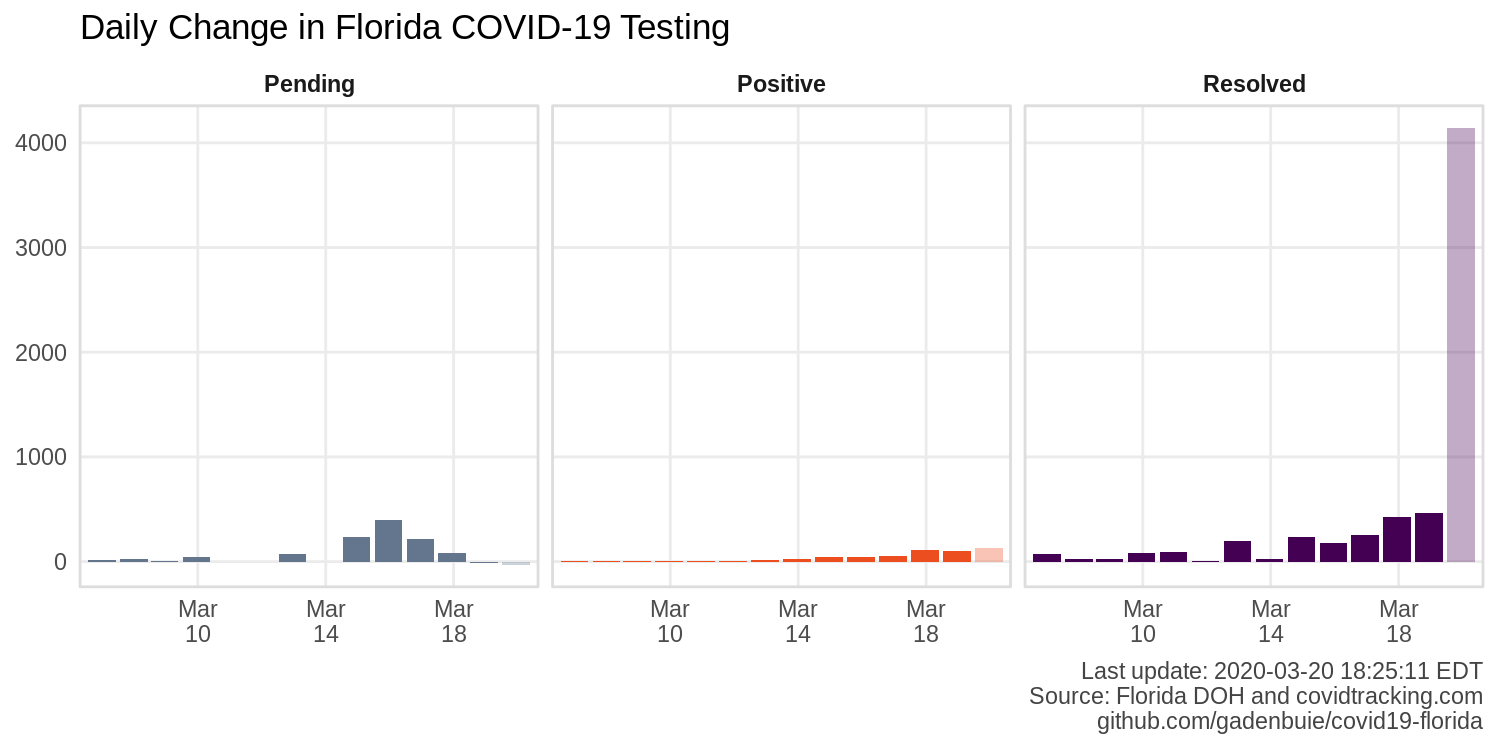 Daily Change in Florida COVID-19 Testing
Pending
Positive
Resolved
4000
3000
2000
1000
0
Mar
10
Mar
14
Mar
18
Mar
10
Mar
14
Mar
18
Mar
10
Mar
14
Mar
18
Last update: 2020-03-20 18:25:11 EDT
Source: Florida DOH and covidtracking.com
github.com/gadenbuie/covid19-florida